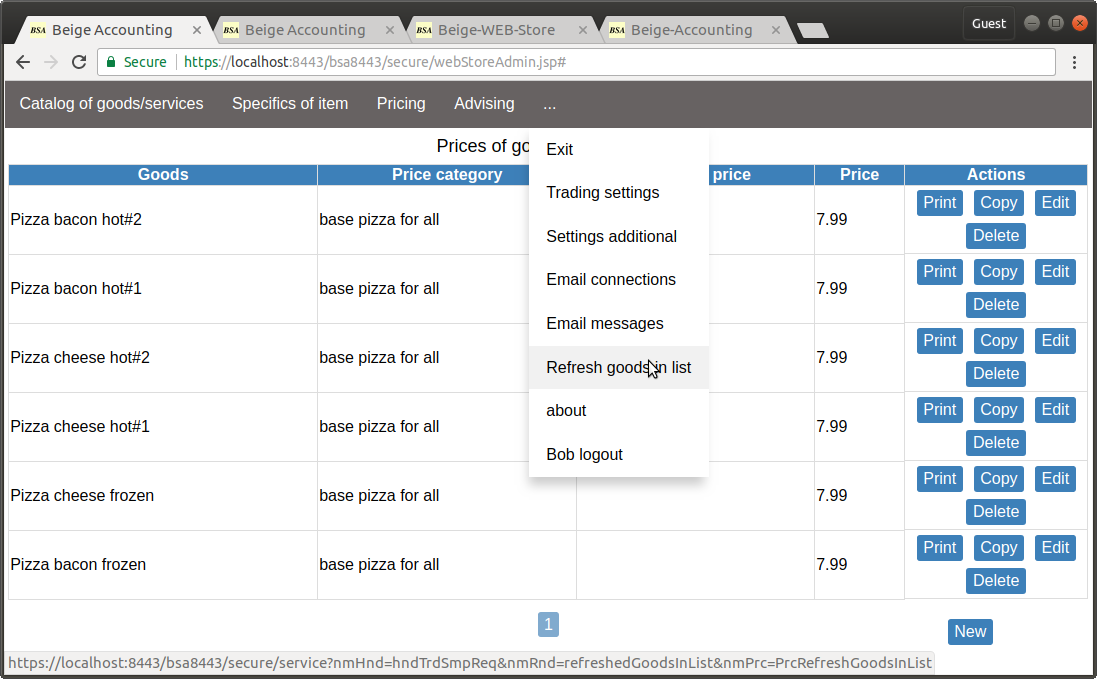 BSA Beige Accounting BSA Beige Accounting BSA Beige-WEB-Store BSA Beige-Accounting Guest
Secure https://localhost:8443/bsa8443/secure/webStoreAdmin.jsp#
Catalog of goods/services Specifics of item Pricing Advising ...
Prices of go
Goods Price category price Price Actions
Exit
Trading settings
Settings additional
Email connections
Email messages
Refresh goods in list
about
Bob logout
Pizza bacon hot#2 base pizza for all 7.99 Print Copy Edit
Delete
Pizza bacon hot#1 base pizza for all 7.99 Print Copy Edit
Delete
Pizza cheese hot#2 base pizza for all 7.99 Print Copy Edit
Delete
Pizza cheese hot#1 base pizza for all 7.99 Print Copy Edit
Delete
Pizza cheese frozen base pizza for all 7.99 Print Copy Edit
Delete
Pizza bacon frozen base pizza for all 7.99 Print Copy Edit
Delete
1
New
https://localhost:8443/bsa8443/secure/service?nmHnd=hndTrdSmpReq&nmRnd=refreshedGoodsInList&nmPrc=PrcRefreshGoodsInList